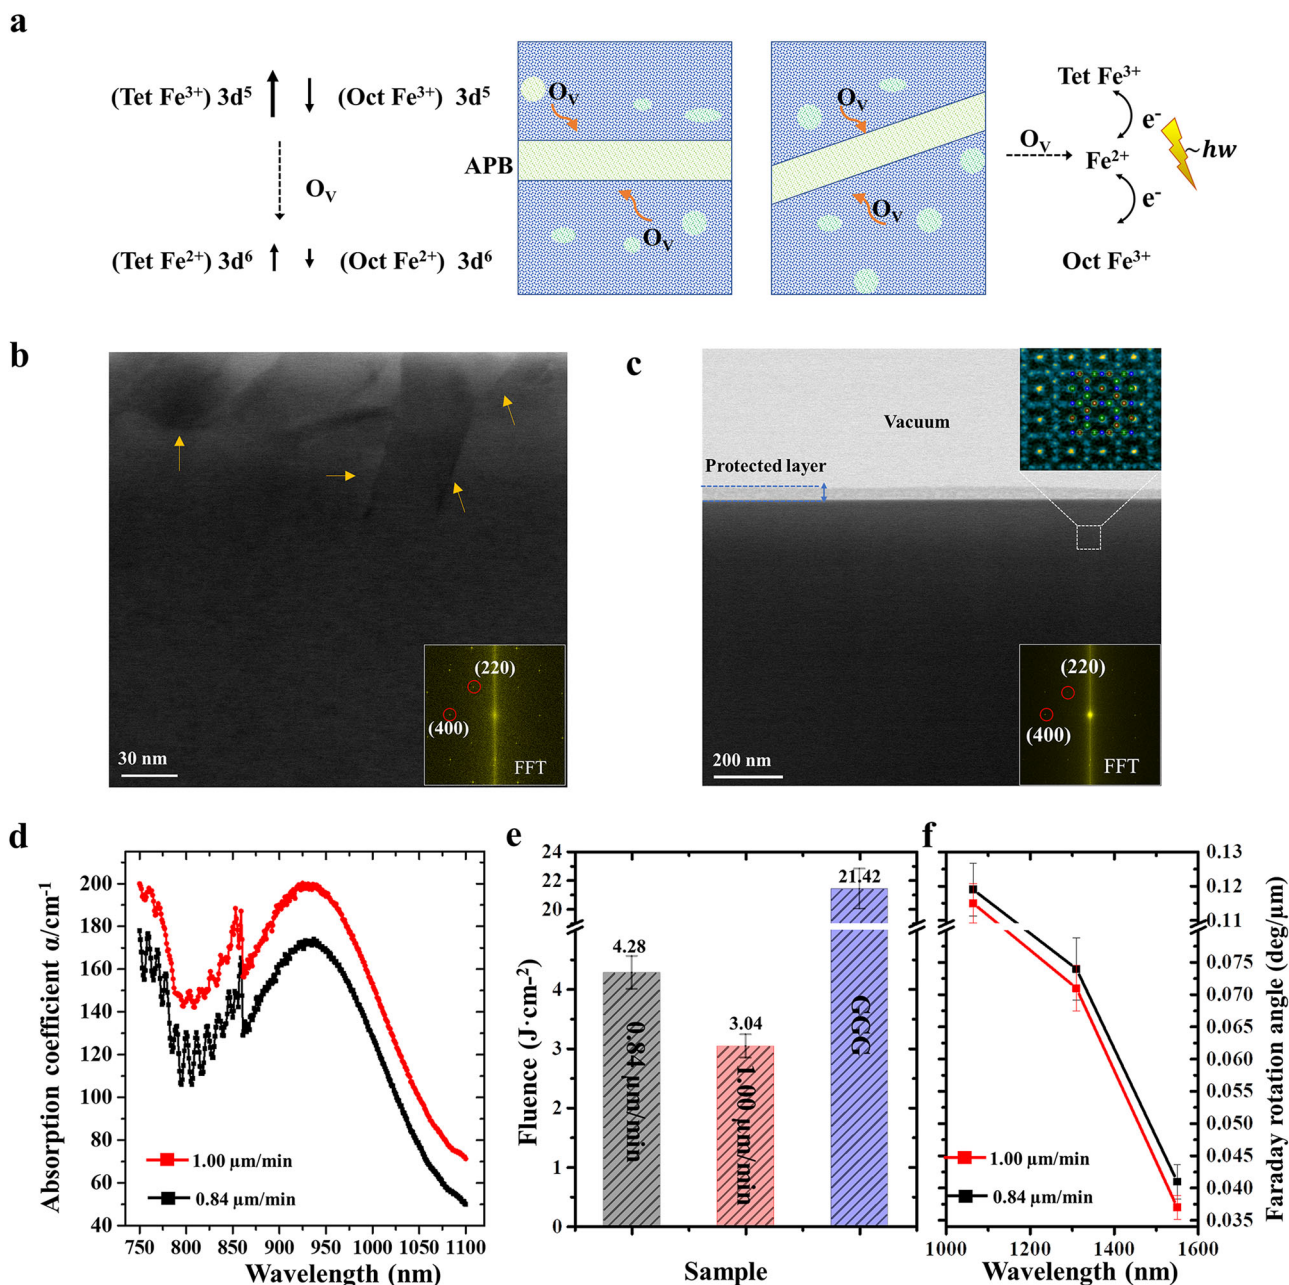 a
(Tet Fe³⁺) 3d⁵ (Oct Fe³⁺) 3d⁵
O_V
(Tet Fe²⁺) 3d⁶ (Oct Fe²⁺) 3d⁶
APB
O_V
O_V
O_V
O_V
O_V
Tet Fe³⁺
e⁻
Fe²⁺
~hw
e⁻
Oct Fe³⁺
b
(220)
(400)
30 nm
FFT
c
Vacuum
Protected layer
(220)
(400)
200 nm
FFT
d
Absorption coefficient α/cm⁻¹
200
180
160
140
120
100
80
60
40
1.00 µm/min
0.84 µm/min
750 800 850 900 950 1000 1050 1100
Wavelength (nm)
e
Fluence (J·cm-²)
24
22
20
4
3
2
1
0
4.28
0.84 µm/min
3.04
1.00 µm/min
21.42
GGG
Sample
f
0.13
0.12
0.11
0.075
0.070
0.065
0.060
0.055
0.050
0.045
0.040
0.035
Faraday rotation angle (deg/µm)
1.00 µm/min
0.84 µm/min
1000 1200 1400 1600
Wavelength (nm)